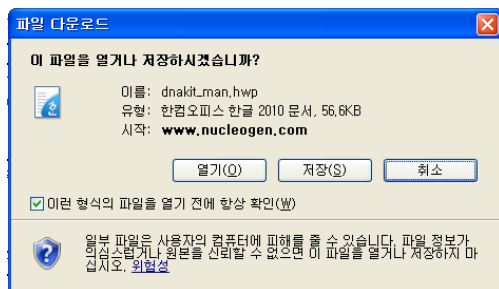 파일 다운로드
이 파일을 열거나 저장하시겠습니까?
이름: dnakit_man.hwp
유형: 한컴오피스 한글 2010 문서, 56,6KB
시작: www.nucleogen.com
열기(O) 저장(S) 취소
이런 형식의 파일을 열기 전에 항상 확인(W)
일부 파일은 사용자의 컴퓨터에 피해를 줄 수 있습니다. 파일 정보가
의심스럽거나 원본을 신뢰할 수 없으면 이 파일을 열거나 저장하지 마
십시오. 위험성